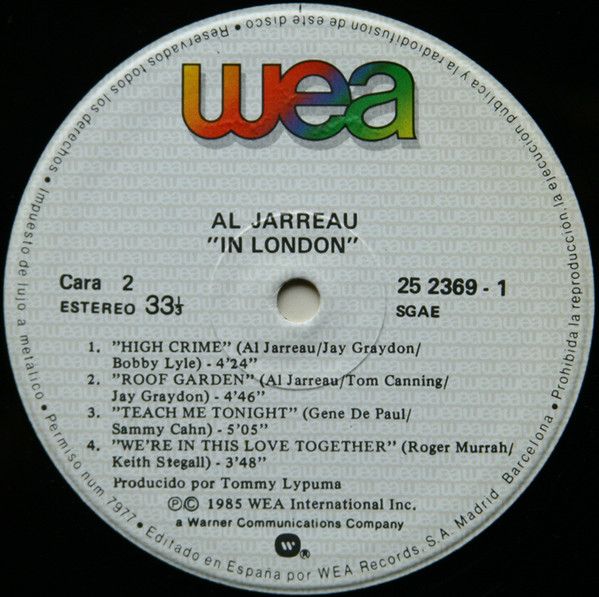 Reservados todos los derechos • Impuesto de lujo a metálico • Permiso num 7977 • Editado en España por WEA Records, S.A. Madrid Barcelona • Prohibida la reproducción, la ejecución pública y la radiodifusión de este disco
wea
AL JARREAU
"IN LONDON"
Cara 2
25 2369 - 1
ESTEREO 33⅓
SGAE
1. "HIGH CRIME" (Al Jarreau/Jay Graydon/
Bobby Lyle) - 4'24"
2. "ROOF GARDEN" (Al Jarreau/Tom Canning/
Jay Graydon) - 4'46"
3. "TEACH ME TONIGHT" (Gene De Paul/
Sammy Cahn) - 5'05"
4. "WE'RE IN THIS LOVE TOGETHER" (Roger Murrah/
Keith Stegall) - 3'48"
Producido por Tommy Lypuma
ⓅⒸ 1985 WEA International Inc.
a Warner Communications Company
W®